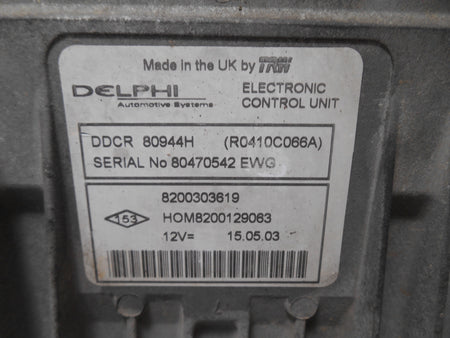 Made in the UK by TRW
DELPHI
Automotive Systems
ELECTRONIC
CONTROL UNIT
DDCR 80944H (R0410C066A)
SERIAL No 80470542 EWG
8200303619
153 HOM8200129063
12V= 15.05.03